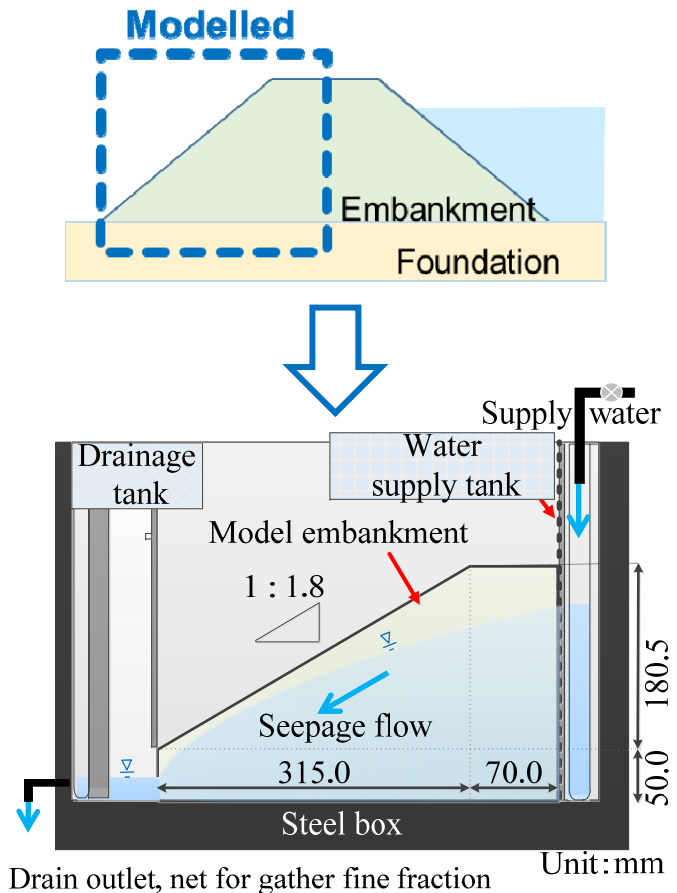 Modelled
Embankment
Foundation
Supply water
Drainage
tank
Water
supply tank
Model embankment
1 : 1.8
180.5
Seepage flow
315.0
70.0
50.0
Steel box
Unit:mm
Drain outlet, net for gather fine fraction